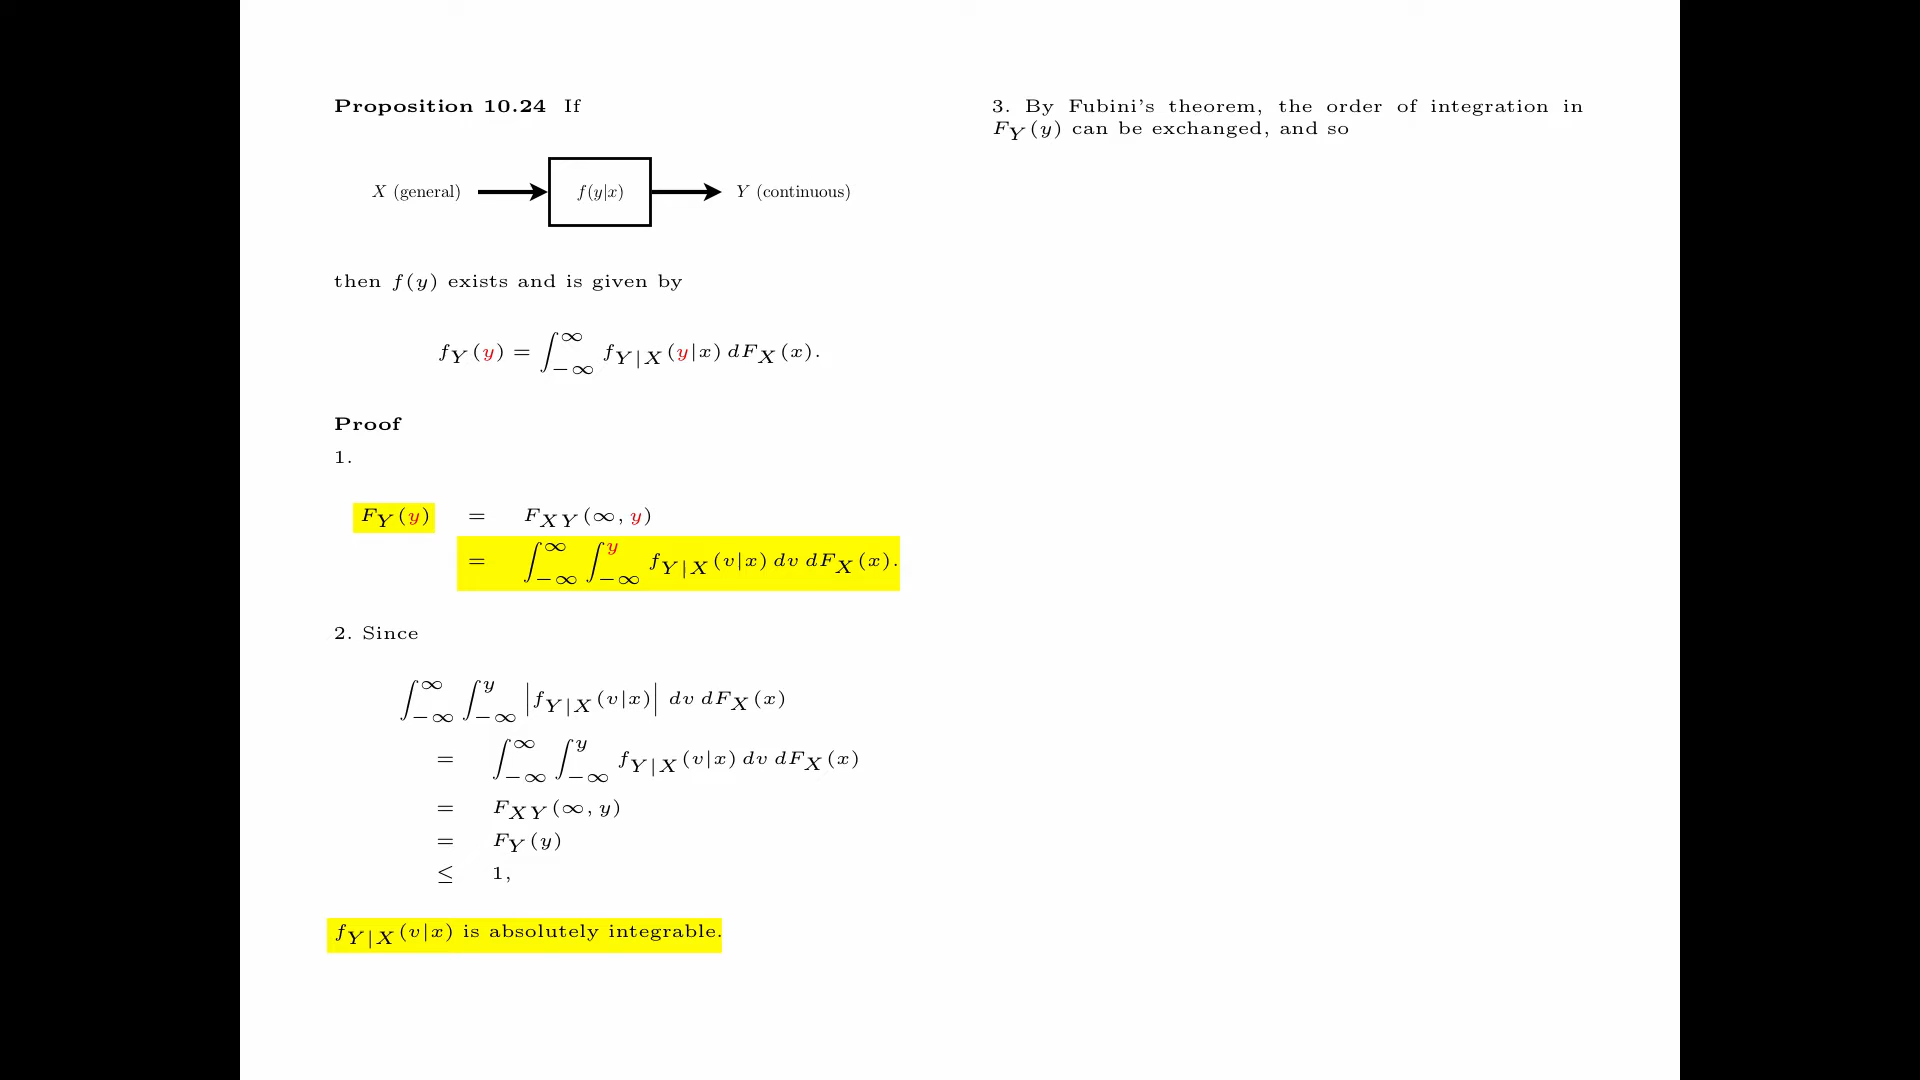 Proposition 10.24 If
X (general) f(y|x) Y (continuous)
then f(y) exists and is given by
f_Y(y) = ∫_{−∞}^{∞} f_{Y|X}(y|x) dF_X(x).
Proof
1.
F_Y(y) = F_{XY}(∞, y)
= ∫_{−∞}^{∞} ∫_{−∞}^{y} f_{Y|X}(v|x) dv dF_X(x).
2. Since
∫_{−∞}^{∞} ∫_{−∞}^{y} |f_{Y|X}(v|x)| dv dF_X(x)
= ∫_{−∞}^{∞} ∫_{−∞}^{y} f_{Y|X}(v|x) dv dF_X(x)
= F_{XY}(∞, y)
= F_Y(y)
≤ 1,
f_{Y|X}(v|x) is absolutely integrable.
3. By Fubini's theorem, the order of integration in
F_Y(y) can be exchanged, and so